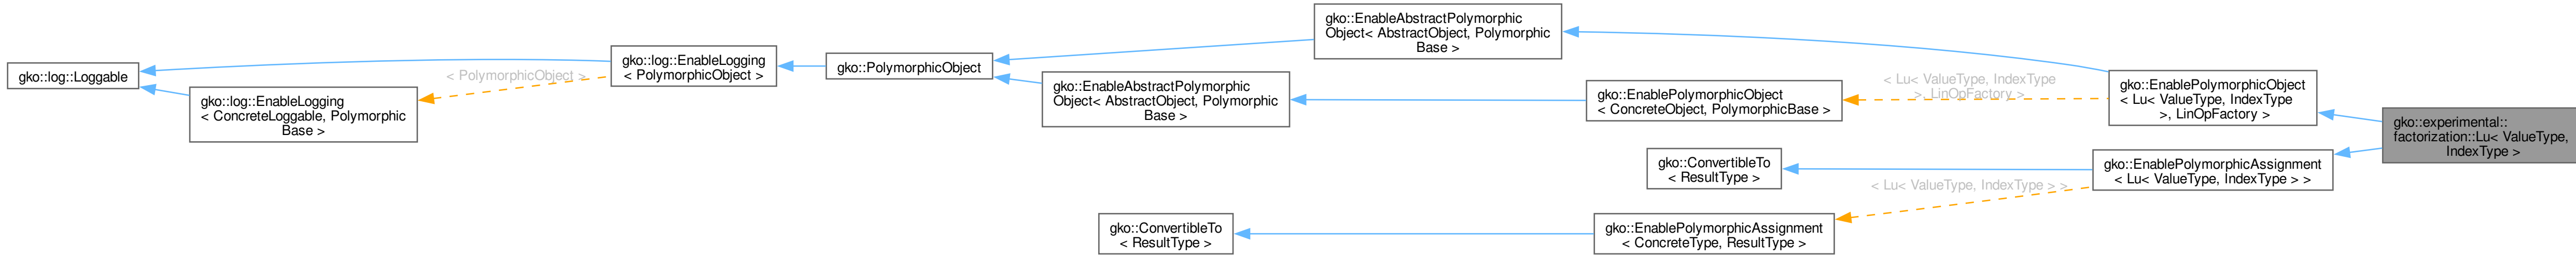 gko::log::Loggable
gko::log::EnableLogging
< ConcreteLoggable, Polymorphic
Base >
< PolymorphicObject >
gko::log::EnableLogging
< PolymorphicObject >
gko::PolymorphicObject
gko::EnableAbstractPolymorphic
Object< AbstractObject, Polymorphic
Base >
gko::EnableAbstractPolymorphic
Object< AbstractObject, Polymorphic
Base >
gko::EnablePolymorphicObject
< ConcreteObject, PolymorphicBase >
< Lu< ValueType, IndexType
>, LinOpFactory >
gko::EnablePolymorphicObject
< Lu< ValueType, IndexType
>, LinOpFactory >
gko::ConvertibleTo
< ResultType >
gko::EnablePolymorphicAssignment
< Lu< ValueType, IndexType > >
< Lu< ValueType, IndexType > >
gko::ConvertibleTo
< ResultType >
gko::EnablePolymorphicAssignment
< ConcreteType, ResultType >
gko::experimental::
factorization::Lu< ValueType,
IndexType >